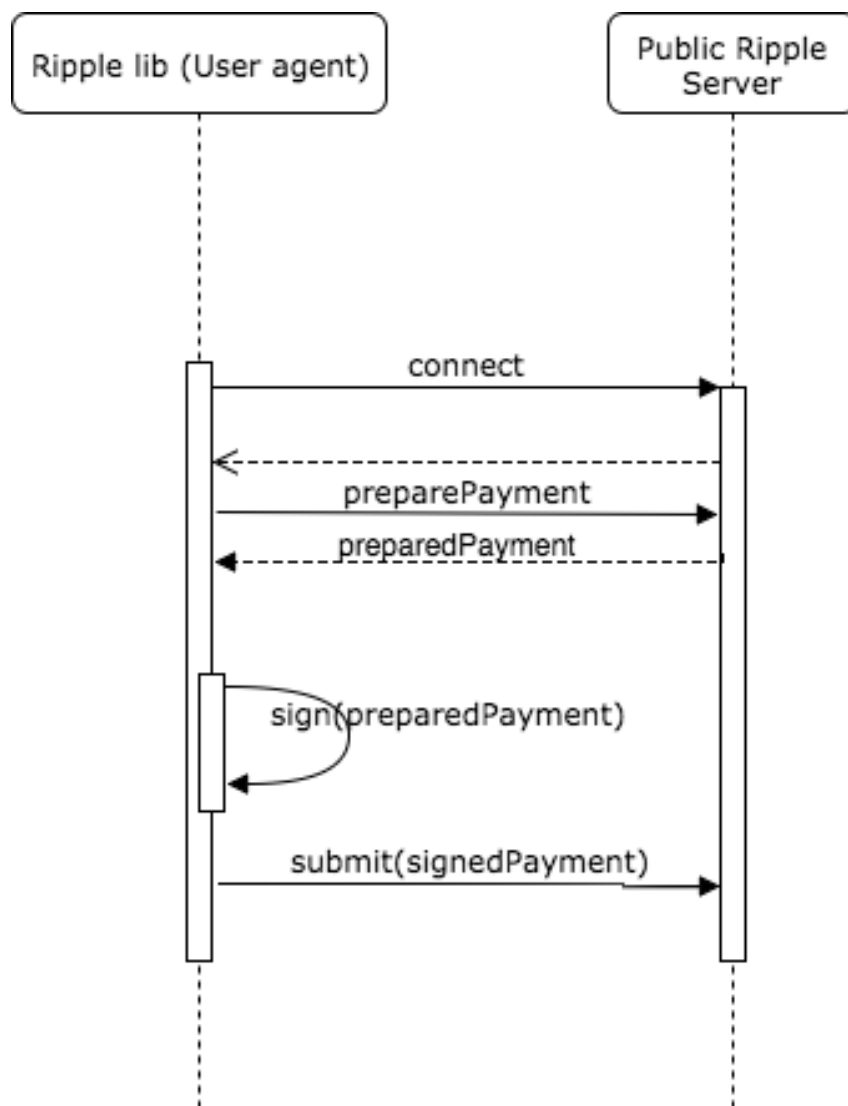 Ripple lib (User agent)
Public Ripple
Server
connect
preparePayment
preparedPayment
sign(preparedPayment)
submit(signedPayment)